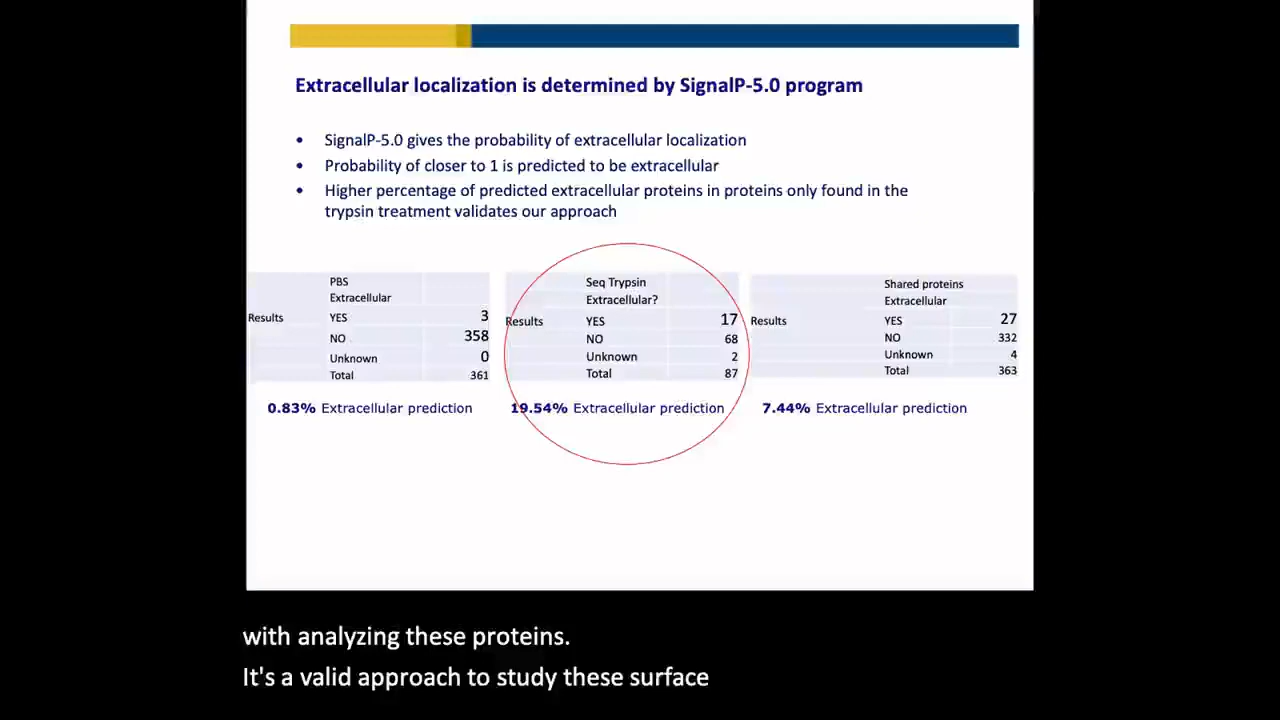 Extracellular localization is determined by SignalP-5.0 program
• SignalP-5.0 gives the probability of extracellular localization
• Probability of closer to 1 is predicted to be extracellular
• Higher percentage of predicted extracellular proteins in proteins only found in the
trypsin treatment validates our approach
PBS
Extracellular
Results YES 3
NO 358
Unknown 0
Total 361
0.83% Extracellular prediction
Seq Trypsin
Extracellular?
Results YES 17
NO 68
Unknown 2
Total 87
19.54% Extracellular prediction
Shared proteins
Extracellular
Results YES 27
NO 332
Unknown 4
Total 363
7.44% Extracellular prediction
with analyzing these proteins.
It's a valid approach to study these surface